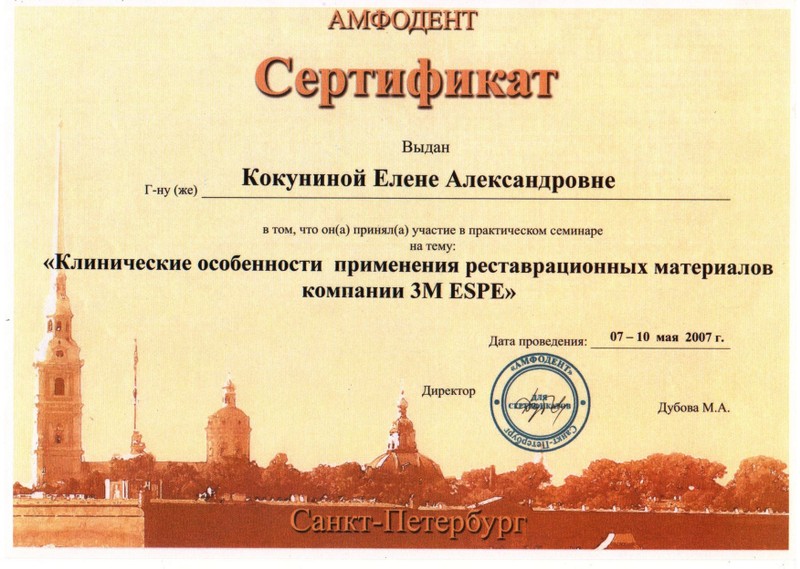 АМФОДЕНТ
Сертификат
Выдан
Г-ну (же) Кокуниной Елене Александровне
в том, что он(а) принял(а) участие в практическом семинаре
на тему:
«Клинические особенности применения реставрационных материалов
компании 3М ESPE»
Дата проведения: 07 – 10 мая 2007 г.
Директор
«АМФОДЕНТ»
ДЛЯ
СЕРТИФИКАТОВ
Санкт-Петербург
Дубова М.А.
Санкт-Петербург